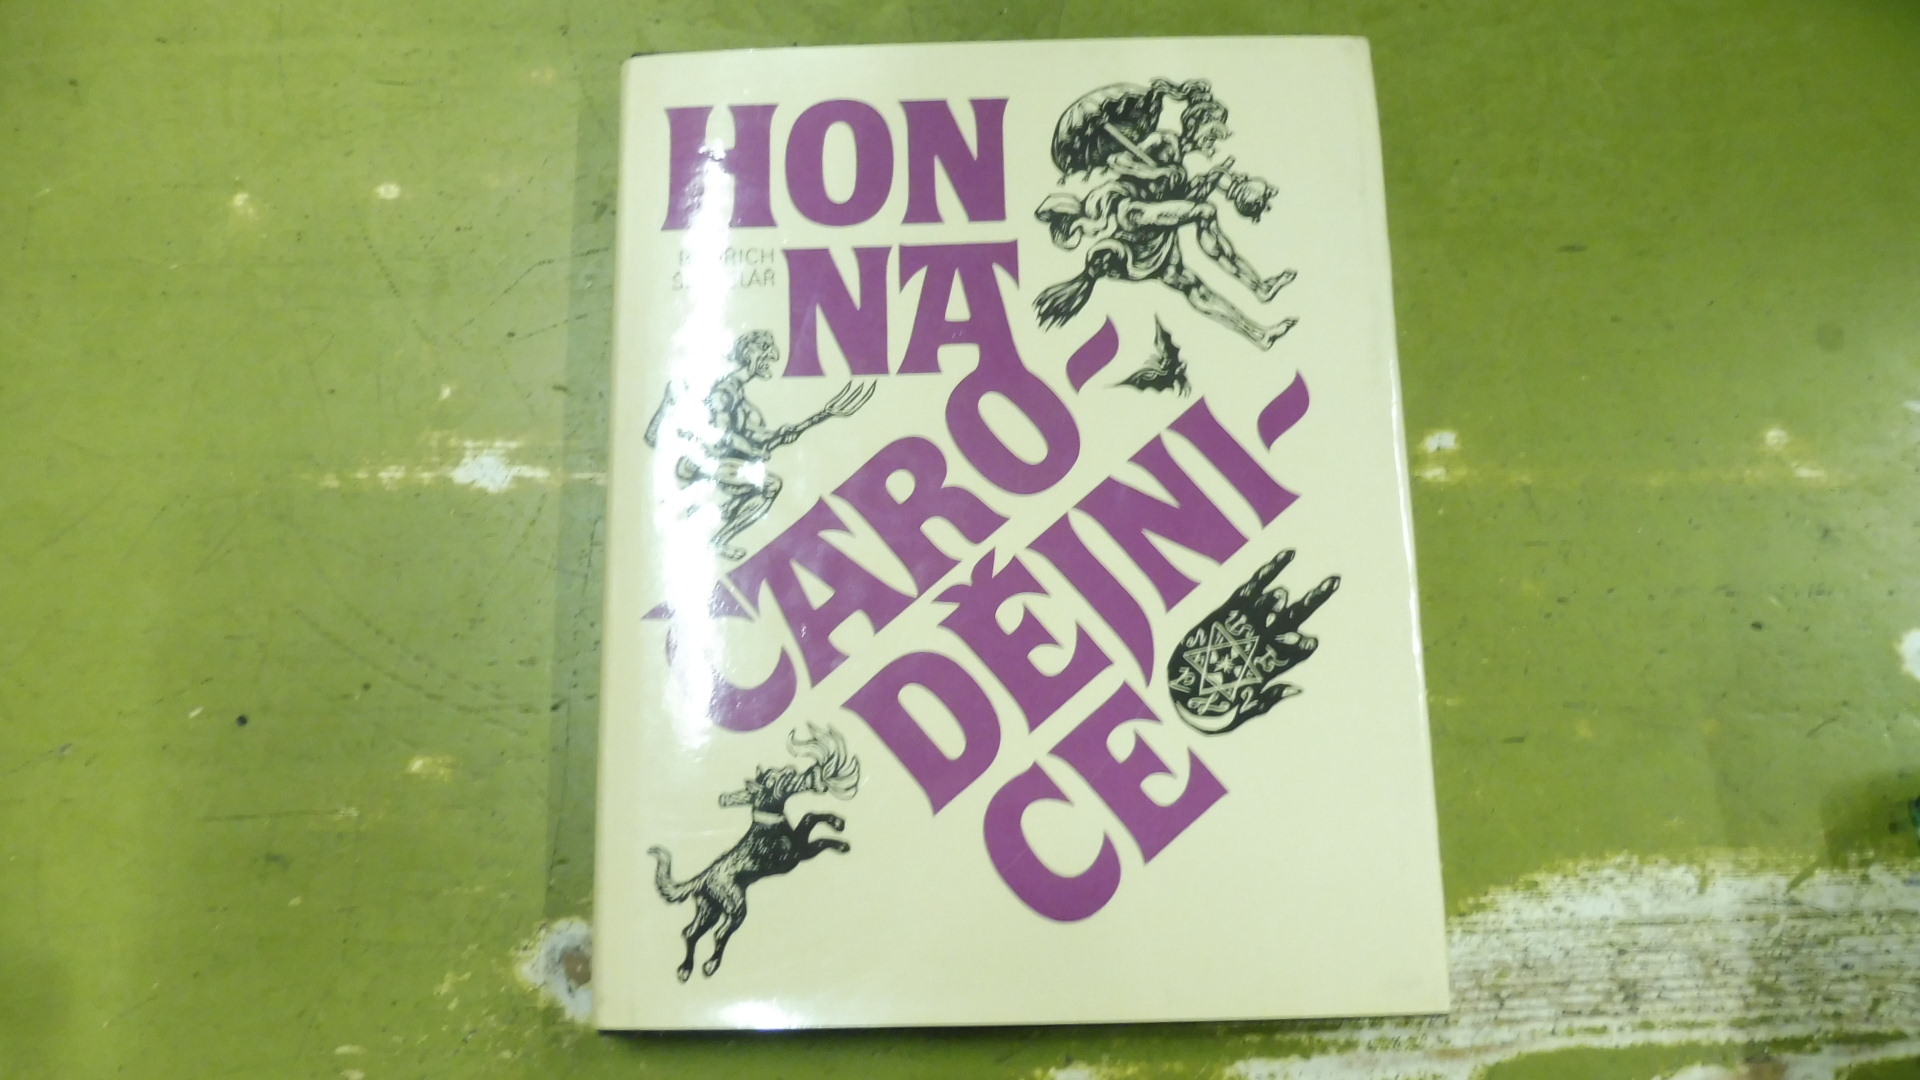 HON
NA
ČARO-
DĚJNI-
CE